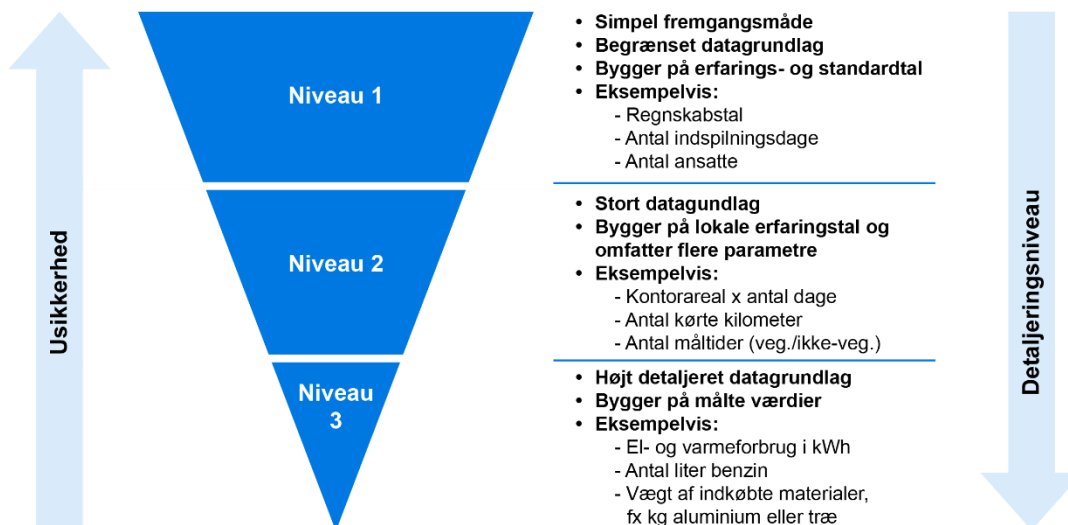 Usikkerhed
Niveau 1
• Simpel fremgangsmåde
• Begrænset datagrundlag
• Bygger på erfarings- og standardtal
• Eksempelvis:
- Regnskabstal
- Antal indspilningsdage
- Antal ansatte
Niveau 2
• Stort datagundlag
• Bygger på lokale erfaringstal og
omfatter flere parametre
• Eksempelvis:
- Kontorareal x antal dage
- Antal kørte kilometer
- Antal måltider (veg./ikke-veg.)
Niveau
3
• Højt detaljeret datagrundlag
• Bygger på målte værdier
• Eksempelvis:
- El- og varmeforbrug i kWh
- Antal liter benzin
- Vægt af indkøbte materialer,
fx kg aluminium eller træ
Detaljeringsniveau